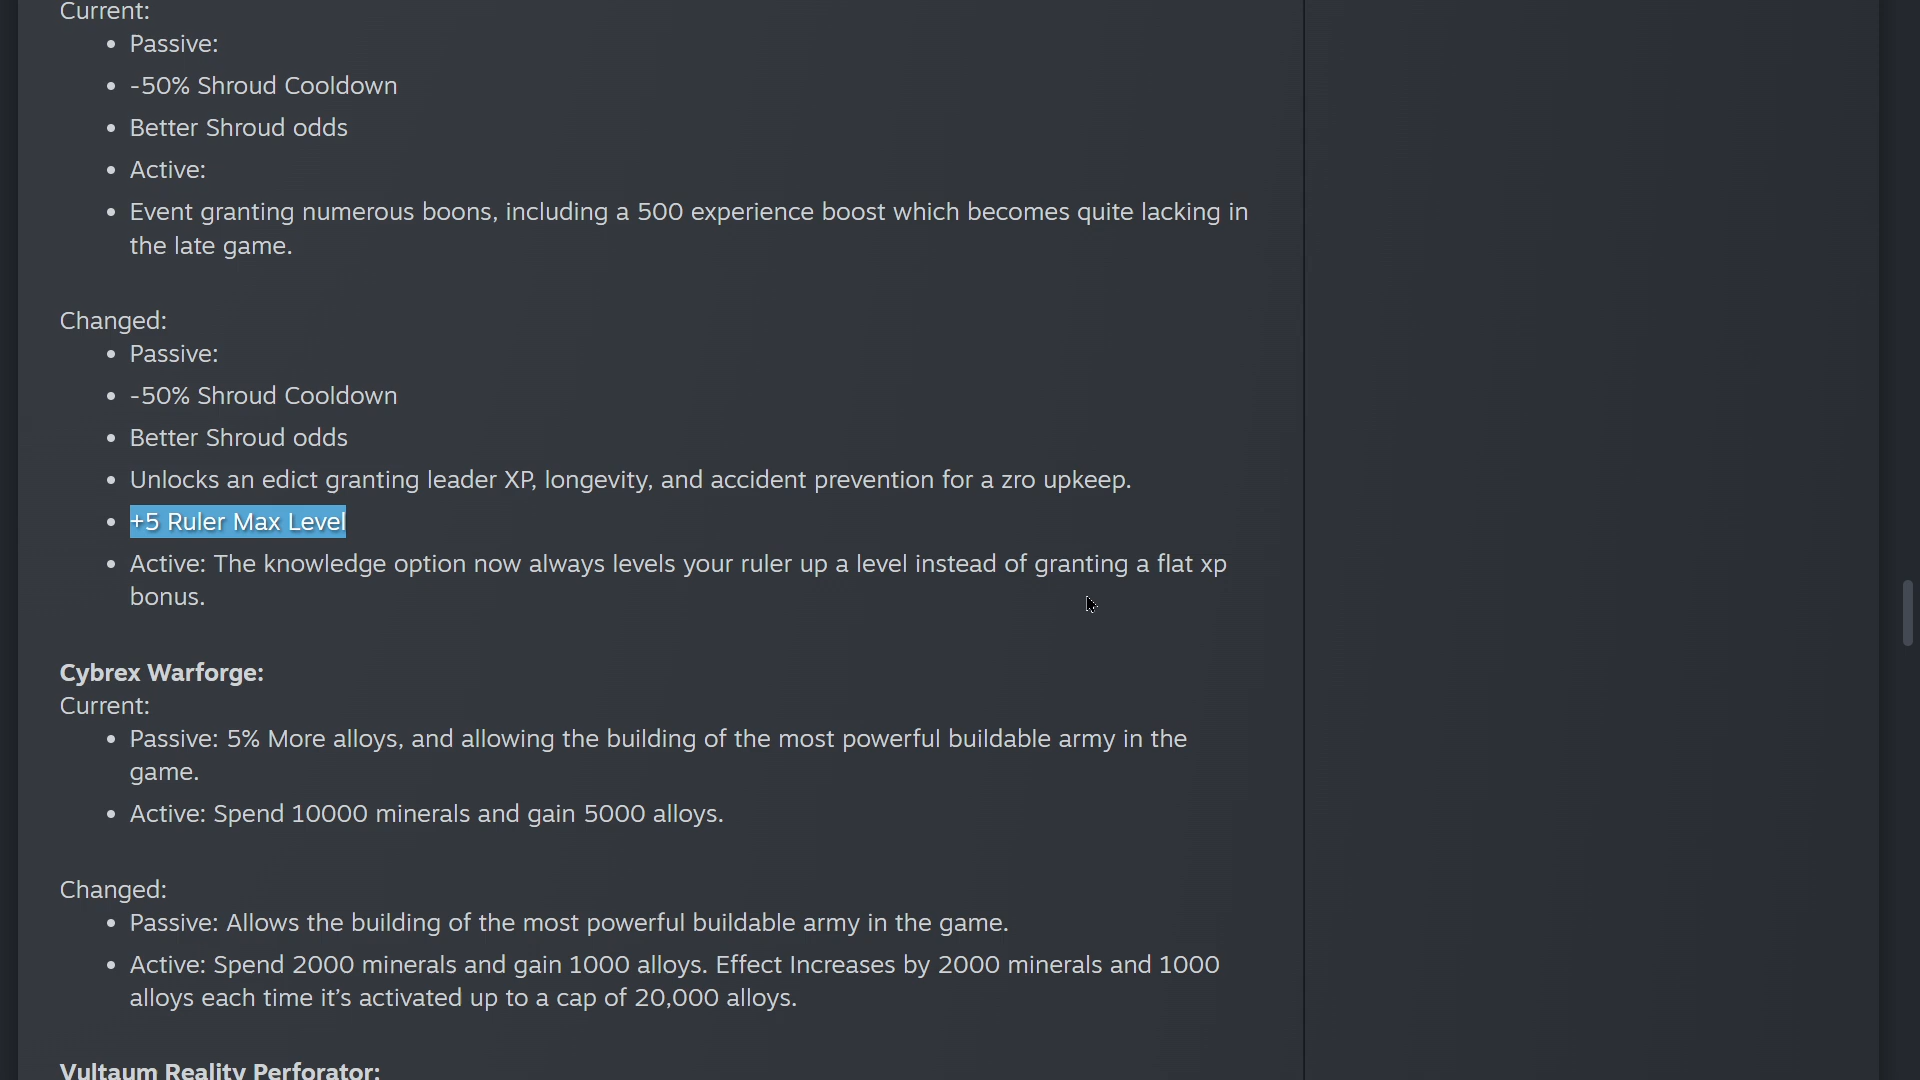 Current:
• Passive:
• -50% Shroud Cooldown
• Better Shroud odds
• Active:
• Event granting numerous boons, including a 500 experience boost which becomes quite lacking in
the late game.
Changed:
• Passive:
• -50% Shroud Cooldown
• Better Shroud odds
• Unlocks an edict granting leader XP, longevity, and accident prevention for a zro upkeep.
• +5 Ruler Max Level
• Active: The knowledge option now always levels your ruler up a level instead of granting a flat xp
bonus.
Cybrex Warforge:
Current:
• Passive: 5% More alloys, and allowing the building of the most powerful buildable army in the
game.
• Active: Spend 10000 minerals and gain 5000 alloys.
Changed:
• Passive: Allows the building of the most powerful buildable army in the game.
• Active: Spend 2000 minerals and gain 1000 alloys. Effect Increases by 2000 minerals and 1000
alloys each time it’s activated up to a cap of 20,000 alloys.
Vultaum Reality Perforator: